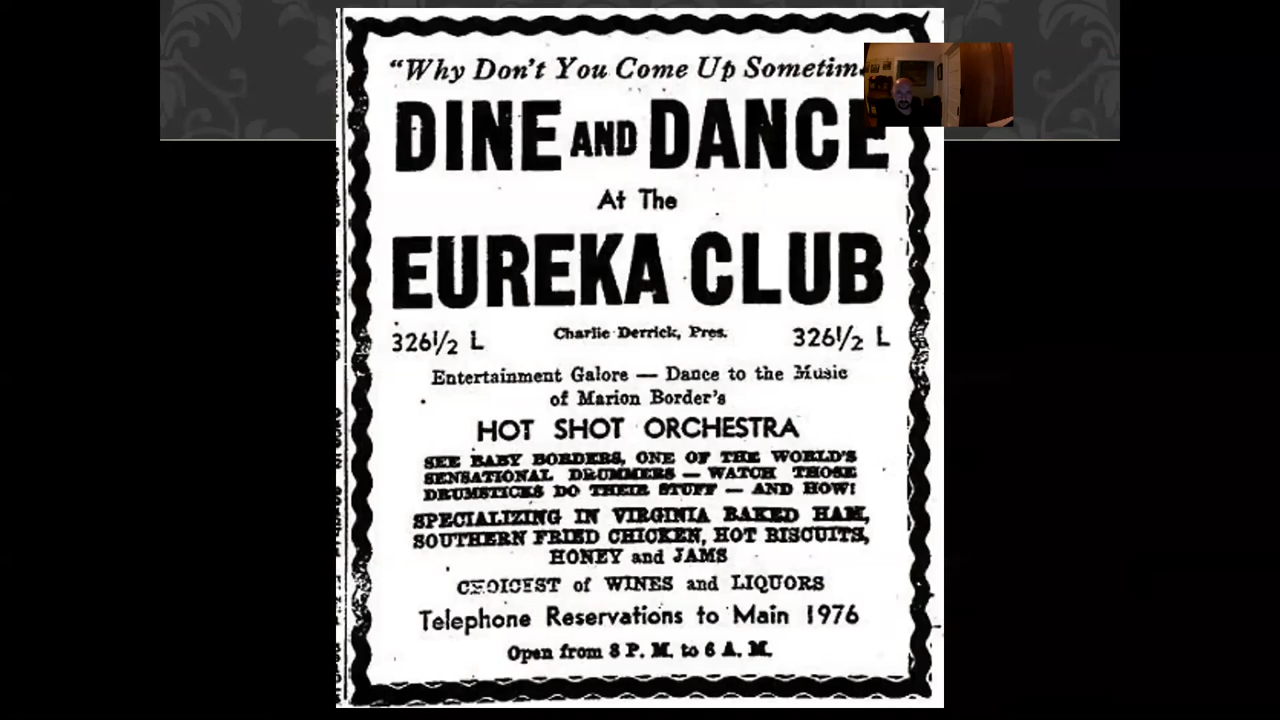 "Why Don't You Come Up Sometim
DINE AND DANCE
At The
EUREKA CLUB
326½ L Charlie Derrick, Pres. 326½ L
Entertainment Galore — Dance to the Music
of Marion Border's
HOT SHOT ORCHESTRA
SEE BABY BORDERS, ONE OF THE WORLD'S
SENSATIONAL DRUMMERS — WATCH THOSE
DRUMSTICKS DO THEIR STUFF — AND HOW!
SPECIALIZING IN VIRGINIA BAKED HAM,
SOUTHERN FRIED CHICKEN, HOT BISCUITS,
HONEY and JAMS
CHOICEST of WINES and LIQUORS
Telephone Reservations to Main 1976
Open from 8 P. M. to 6 A. M.